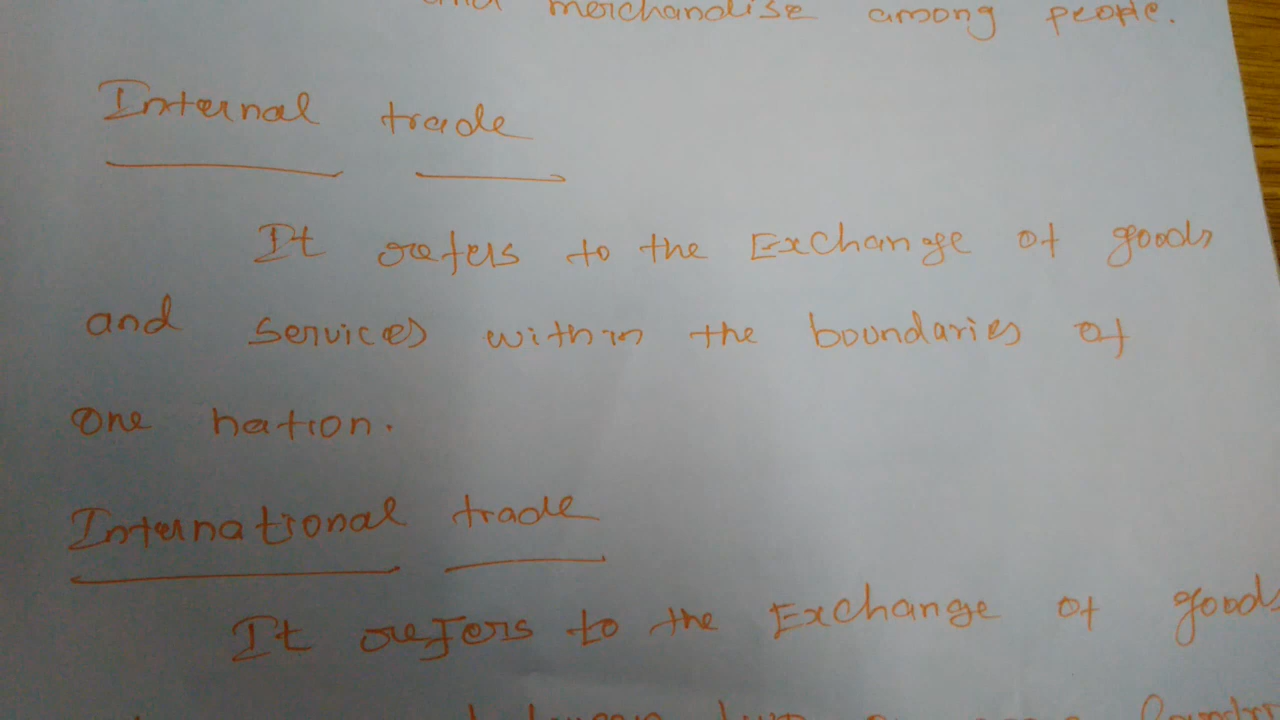 and merchandise among people.
Internal trade
It refers to the Exchange of goods
and services within the boundaries of
one nation.
International trade
It refers to the Exchange of goods